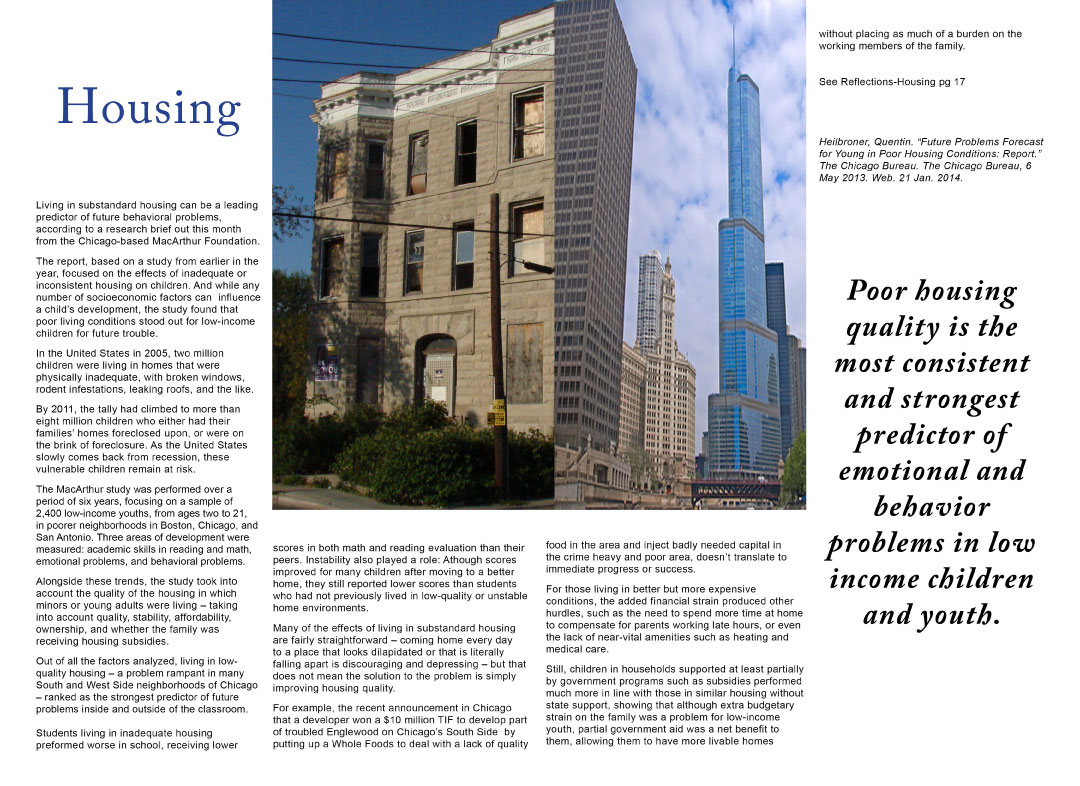 Housing
Living in substandard housing can be a leading
predictor of future behavioral problems,
according to a research brief out this month
from the Chicago-based MacArthur Foundation.
The report, based on a study from earlier in the
year, focused on the effects of inadequate or
inconsistent housing on children. And while any
number of socioeconomic factors can influence
a child's development, the study found that
poor living conditions stood out for low-income
children for future trouble.
In the United States in 2005, two million
children were living in homes that were
physically inadequate, with broken windows,
rodent infestations, leaking roofs, and the like.
By 2011, the tally had climbed to more than
eight million children who either had their
families' homes foreclosed upon, or were on
the brink of foreclosure. As the United States
slowly comes back from recession, these
vulnerable children remain at risk.
The MacArthur study was performed over a
period of six years, focusing on a sample of
2,400 low-income youths, from ages two to 21,
in poorer neighborhoods in Boston, Chicago, and
San Antonio. Three areas of development were
measured: academic skills in reading and math,
emotional problems, and behavioral problems.
Alongside these trends, the study took into
account the quality of the housing in which
minors or young adults were living – taking
into account quality, stability, affordability,
ownership, and whether the family was
receiving housing subsidies.
Out of all the factors analyzed, living in low-
quality housing – a problem rampant in many
South and West Side neighborhoods of Chicago
– ranked as the strongest predictor of future
problems inside and outside of the classroom.
Students living in inadequate housing
preformed worse in school, receiving lower
scores in both math and reading evaluation than their
peers. Instability also played a role: Athough scores
improved for many children after moving to a better
home, they still reported lower scores than students
who had not previously lived in low-quality or unstable
home environments.
Many of the effects of living in substandard housing
are fairly straightforward – coming home every day
to a place that looks dilapidated or that is literally
falling apart is discouraging and depressing – but that
does not mean the solution to the problem is simply
improving housing quality.
For example, the recent announcement in Chicago
that a developer won a $10 million TIF to develop part
of troubled Englewood on Chicago's South Side by
putting up a Whole Foods to deal with a lack of quality
food in the area and inject badly needed capital in
the crime heavy and poor area, doesn't translate to
immediate progress or success.
For those living in better but more expensive
conditions, the added financial strain produced other
hurdles, such as the need to spend more time at home
to compensate for parents working late hours, or even
the lack of near-vital amenities such as heating and
medical care.
Still, children in households supported at least partially
by government programs such as subsidies performed
much more in line with those in similar housing without
state support, showing that although extra budgetary
strain on the family was a problem for low-income
youth, partial government aid was a net benefit to
them, allowing them to have more livable homes
without placing as much of a burden on the
working members of the family.
See Reflections-Housing pg 17
Heilbroner, Quentin. “Future Problems Forecast
for Young in Poor Housing Conditions: Report.”
The Chicago Bureau. The Chicago Bureau, 6
May 2013. Web. 21 Jan. 2014.
Poor housing
quality is the
most consistent
and strongest
predictor of
emotional and
behavior
problems in low
income children
and youth.